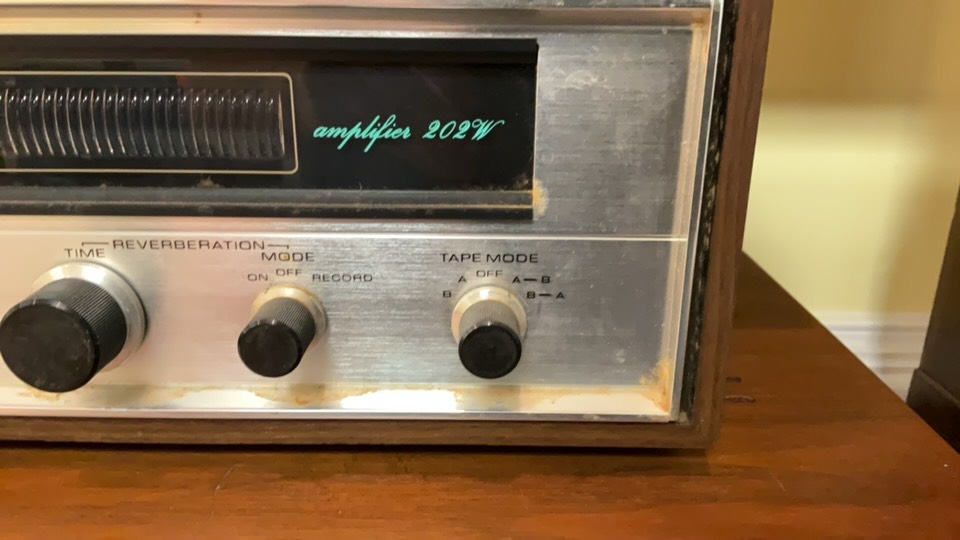 amplifier 202W
REVERBERATION
TIME MODE
ON OFF RECORD
TAPE MODE
A OFF A—B
B B—A